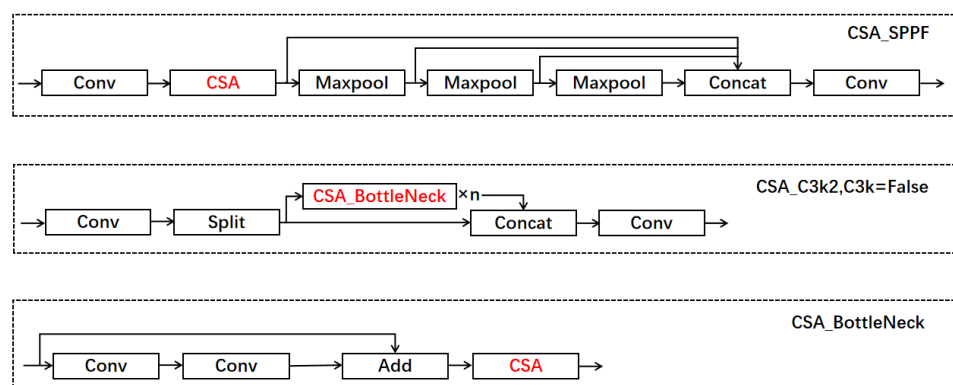 CSA_SPPF
Conv
CSA
Maxpool
Maxpool
Maxpool
Concat
Conv
CSA_C3k2,C3k=False
CSA_BottleNeck ×n
Conv
Split
Concat
Conv
CSA_BottleNeck
Conv
Conv
Add
CSA